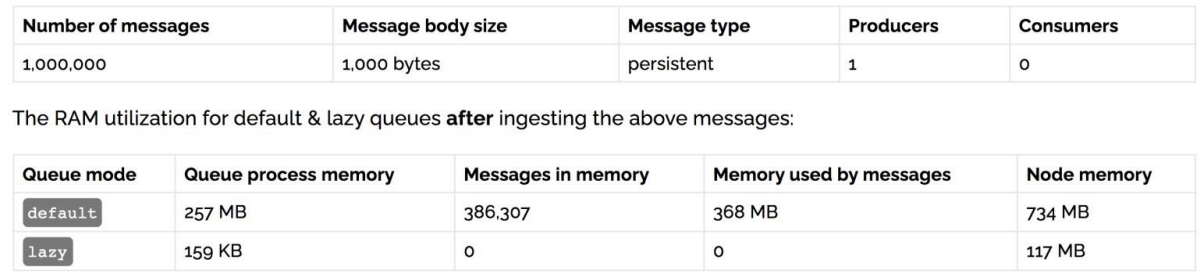 Number of messages Message body size Message type Producers Consumers
1,000,000 1,000 bytes persistent 1 0
The RAM utilization for default & lazy queues after ingesting the above messages:
Queue mode Queue process memory Messages in memory Memory used by messages Node memory
default 257 MB 386,307 368 MB 734 MB
lazy 159 KB 0 0 117 MB